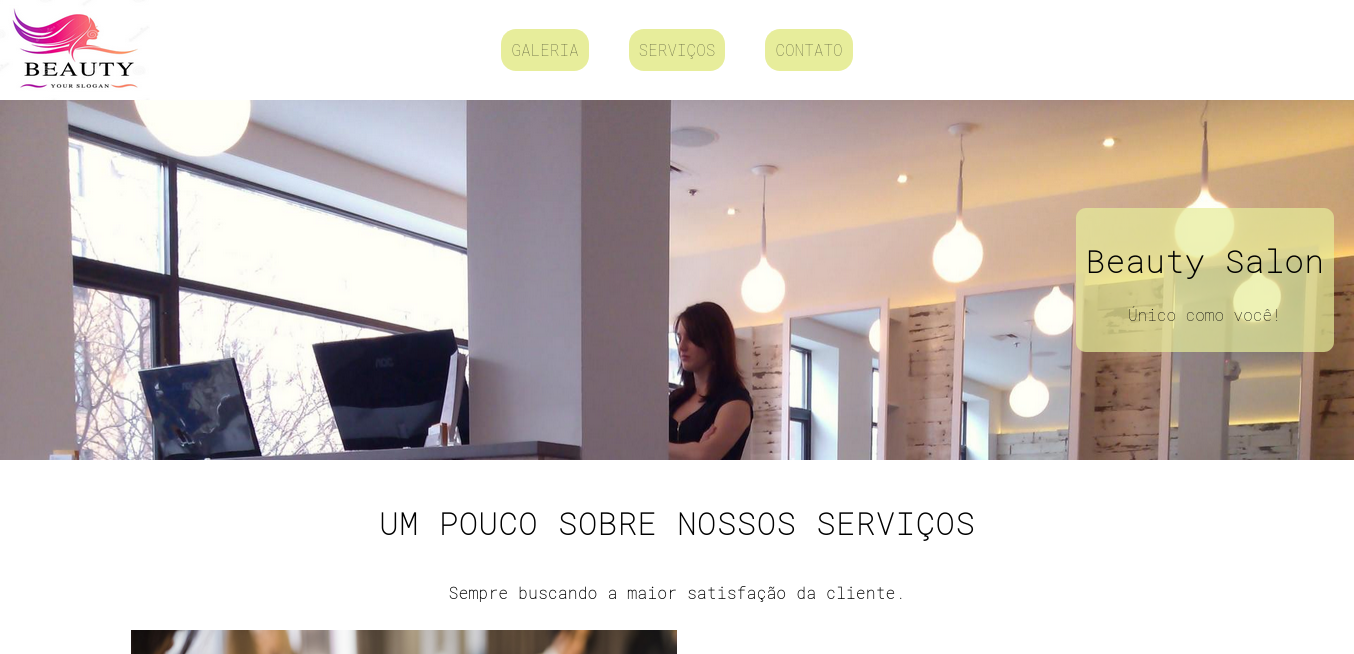 BEAUTY
YOUR SLOGAN
GALERIA
SERVIÇOS
CONTATO
Beauty Salon
Único como você!
UM POUCO SOBRE NOSSOS SERVIÇOS
Sempre buscando a maior satisfação da cliente.